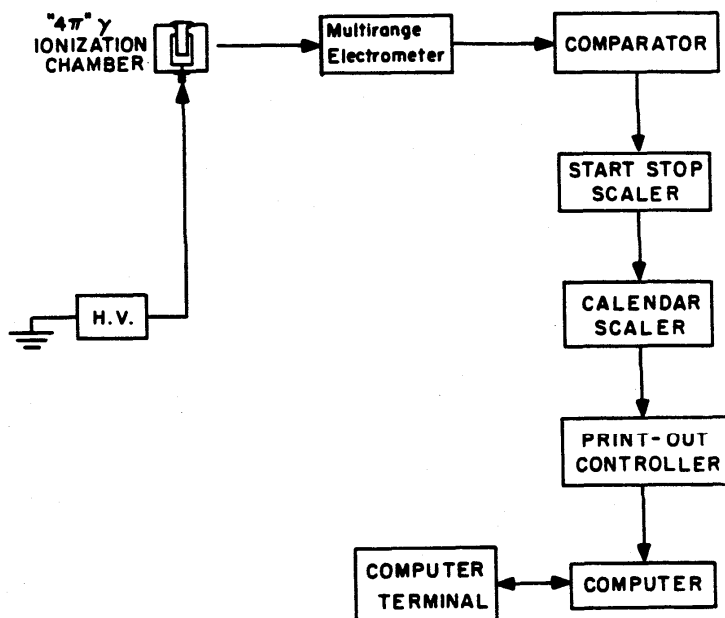 "4π" γ
IONIZATION
CHAMBER
Multirange
Electrometer
COMPARATOR
START STOP
SCALER
CALENDAR
SCALER
H.V.
PRINT-OUT
CONTROLLER
COMPUTER
TERMINAL
COMPUTER